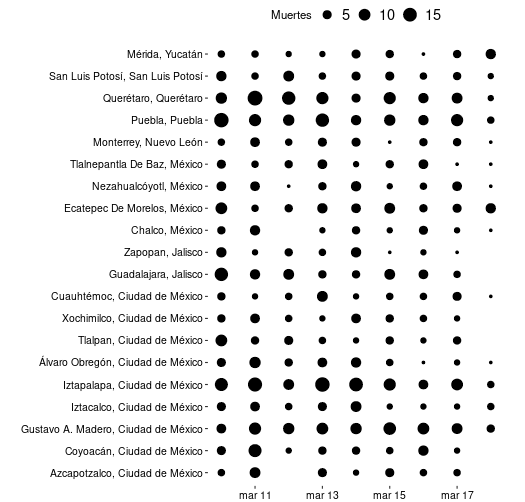 Muertes 5 10 15
Mérida, Yucatán
San Luis Potosí, San Luis Potosí
Querétaro, Querétaro
Puebla, Puebla
Monterrey, Nuevo León
Tlalnepantla De Baz, México
Nezahualcóyotl, México
Ecatepec De Morelos, México
Chalco, México
Zapopan, Jalisco
Guadalajara, Jalisco
Cuauhtémoc, Ciudad de México
Xochimilco, Ciudad de México
Tlalpan, Ciudad de México
Álvaro Obregón, Ciudad de México
Iztapalapa, Ciudad de México
Iztacalco, Ciudad de México
Gustavo A. Madero, Ciudad de México
Coyoacán, Ciudad de México
Azcapotzalco, Ciudad de México
mar 11 mar 13 mar 15 mar 17